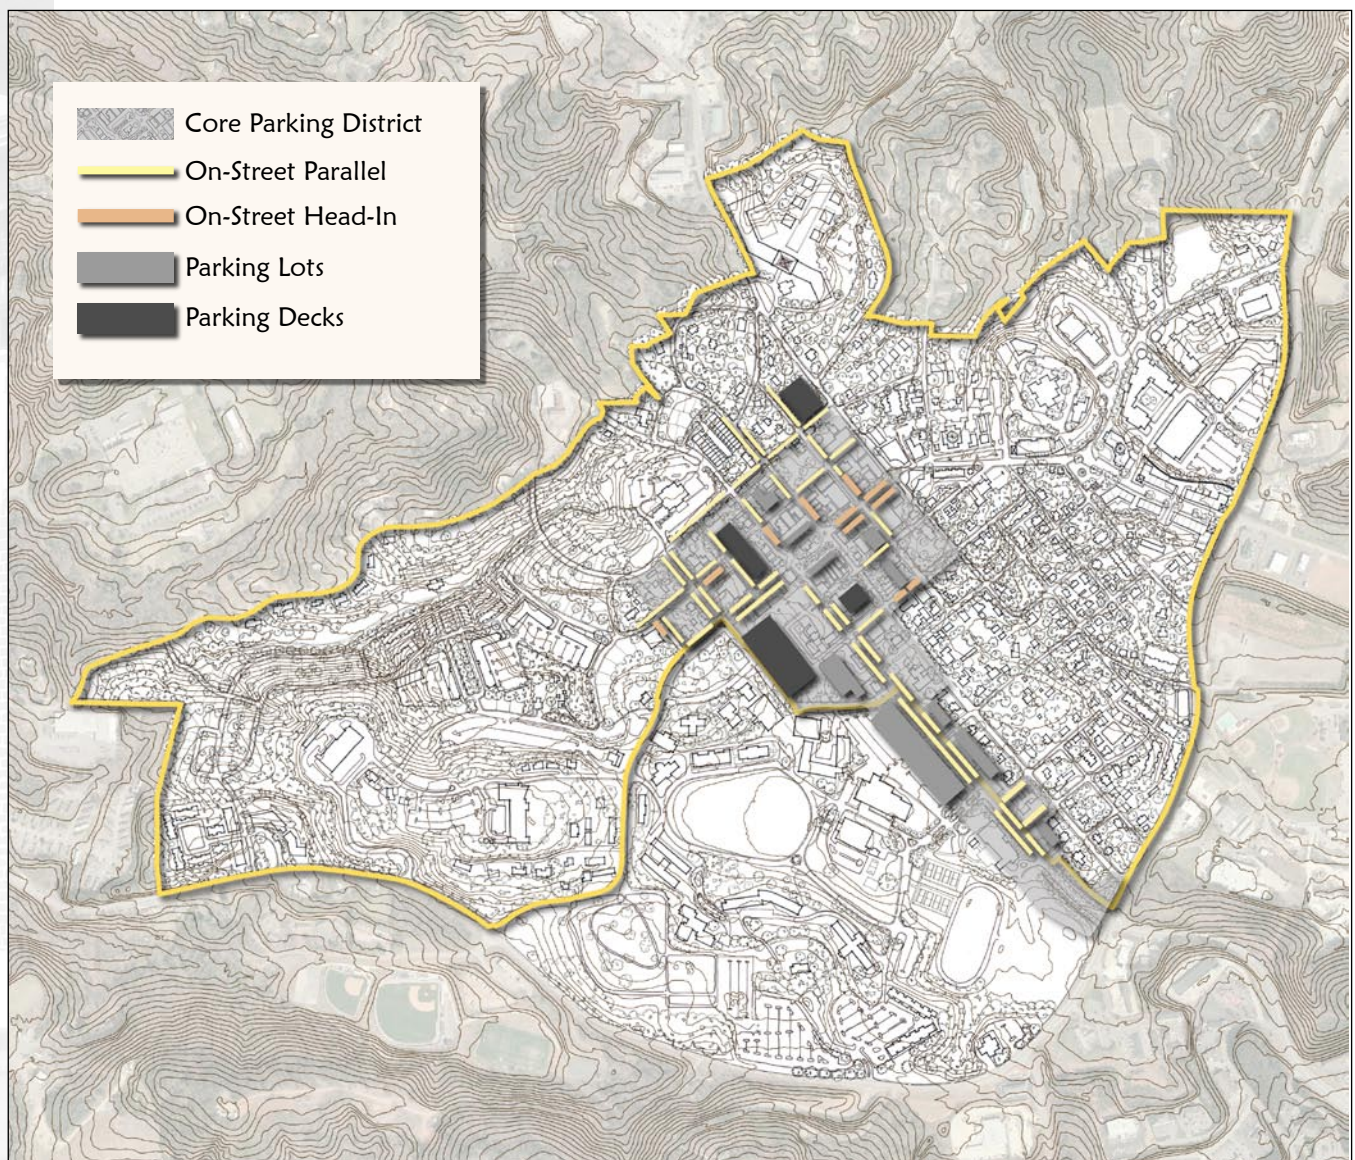 Core Parking District
On-Street Parallel
On-Street Head-In
Parking Lots
Parking Decks